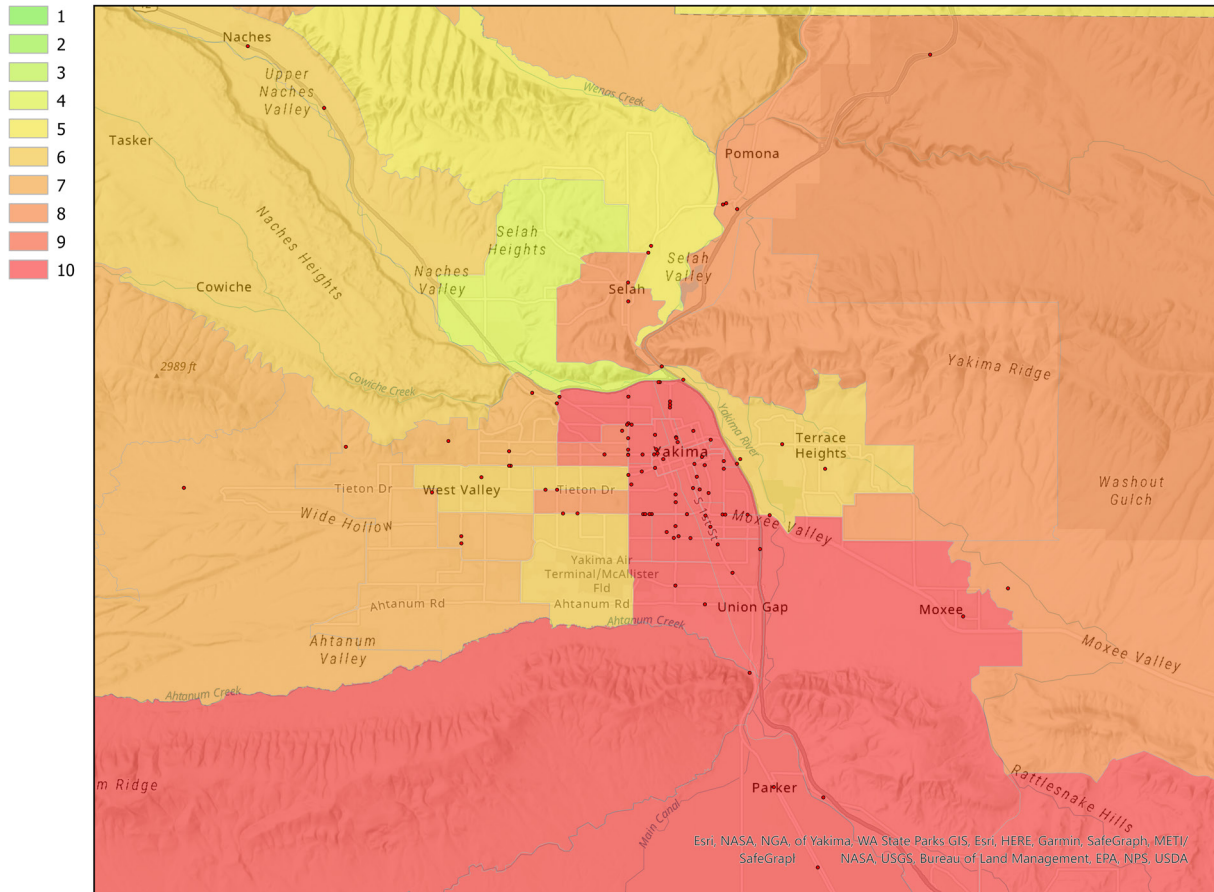 1
2
3
4
5
6
7
8
9
10
Naches
Upper
Naches
Valley
Wenas Creek
Tasker
Pomona
Naches Heights
Selah
Heights
Selah
Valley
Naches
Valley
Cowiche
Selah
2989 ft
Yakima Ridge
Cowiche Creek
Yakima River
Terrace
Heights
Yakima
Tieton Dr
West Valley
Tieton Dr
Washout
Gulch
Wide Hollow
S 1st St
Moxee Valley
Yakima Air
Terminal/McAllister
Fld
Ahtanum Rd
Ahtanum Rd
Union Gap
Moxee
Ahtanum Creek
Ahtanum
Valley
Moxee Valley
Ahtanum Creek
m Ridge
Parker
Rattlesnake Hills
Main Canal
Esri, NASA, NGA, of Yakima, WA State Parks GIS, Esri, HERE, Garmin, SafeGraph, METI/
SafeGrapl NASA, USGS, Bureau of Land Management, EPA, NPS, USDA